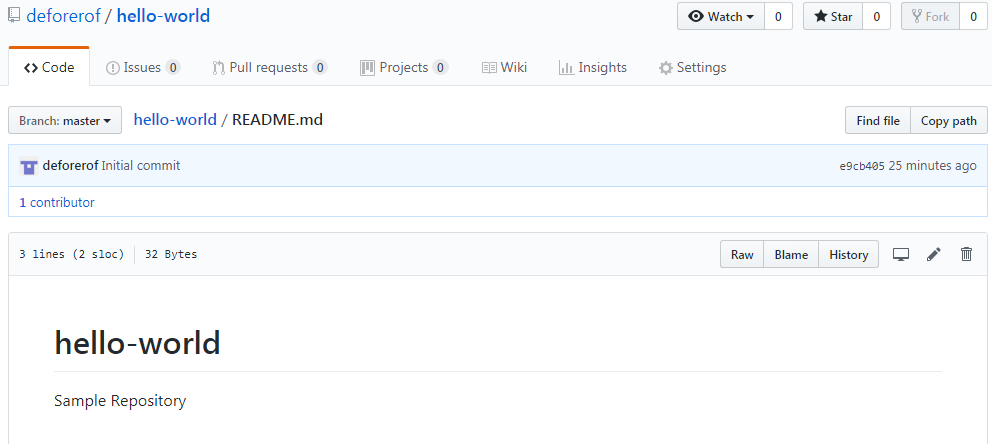 deforerof / hello-world Watch 0 Star 0 Fork 0
Code Issues 0 Pull requests 0 Projects 0 Wiki Insights Settings
Branch: master hello-world / README.md Find file Copy path
deforerof Initial commit e9cb405 25 minutes ago
1 contributor
3 lines (2 sloc) 32 Bytes Raw Blame History
hello-world
Sample Repository